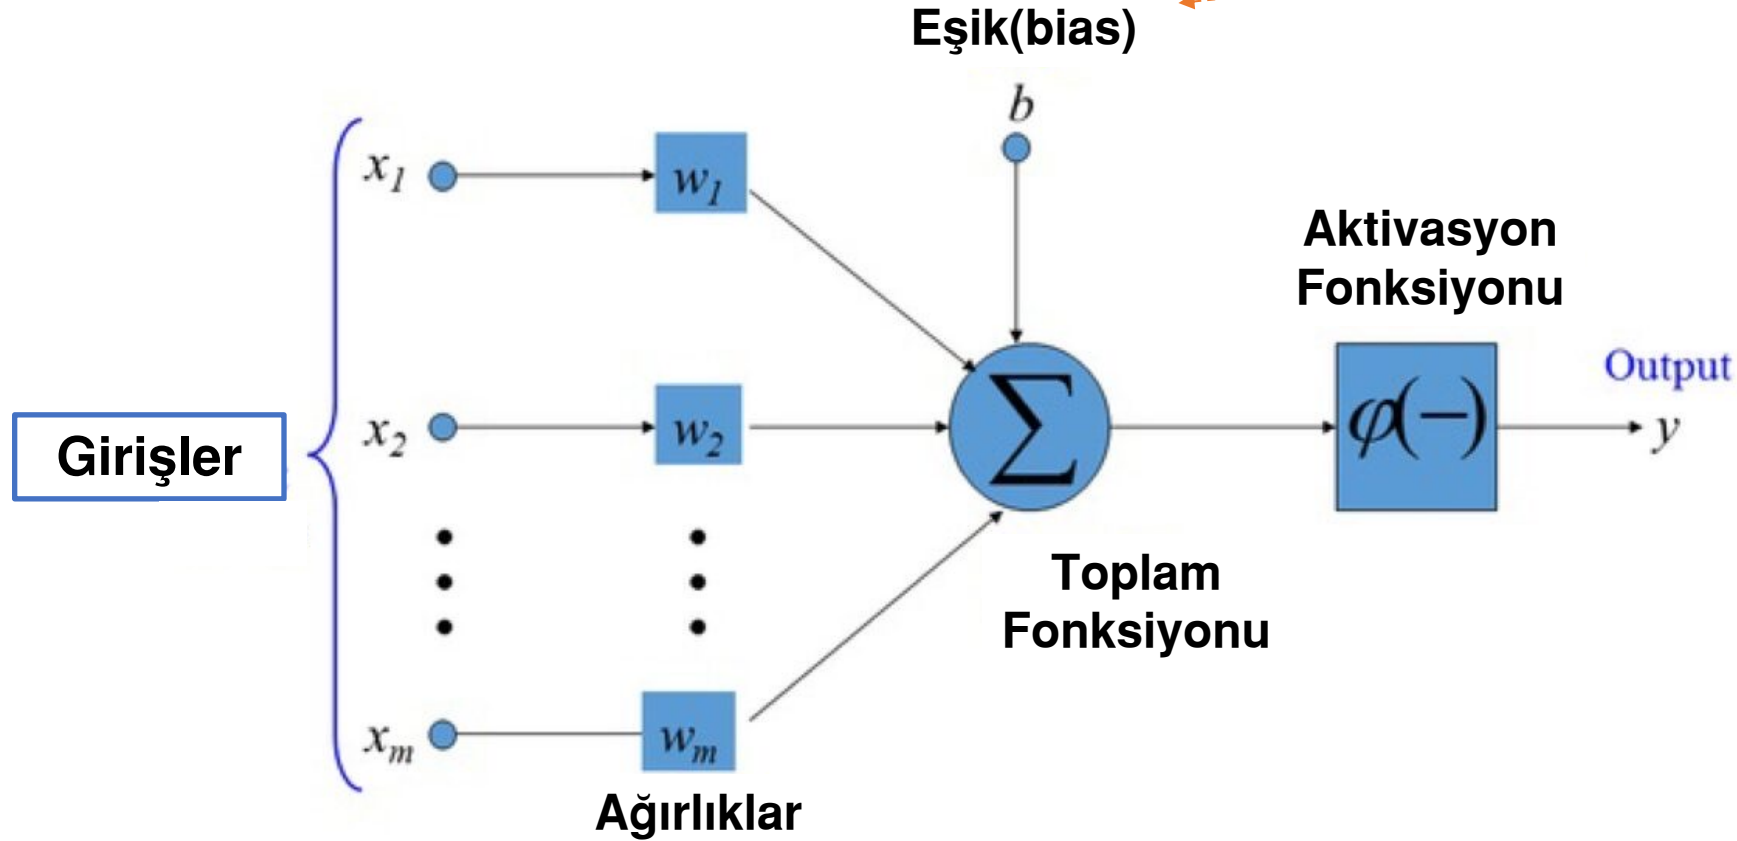 Eşik(bias)
b
x1
w1
Aktivasyon
Fonksiyonu
Output
Girişler
x2
w2
∑
φ(−)
y
Toplam
Fonksiyonu
xm
wm
Ağırlıklar